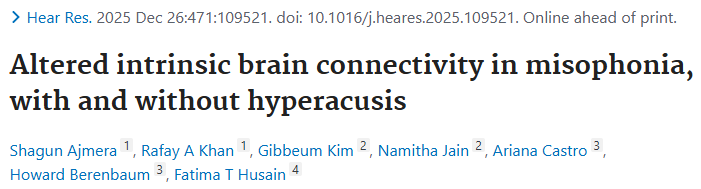 > Hear Res. 2025 Dec 26:471:109521. doi: 10.1016/j.heares.2025.109521. Online ahead of print.
Altered intrinsic brain connectivity in misophonia,
with and without hyperacusis
Shagun Ajmera 1, Rafay A Khan 1, Gibbeum Kim 2, Namitha Jain 2, Ariana Castro 3,
Howard Berenbaum 3, Fatima T Husain 4